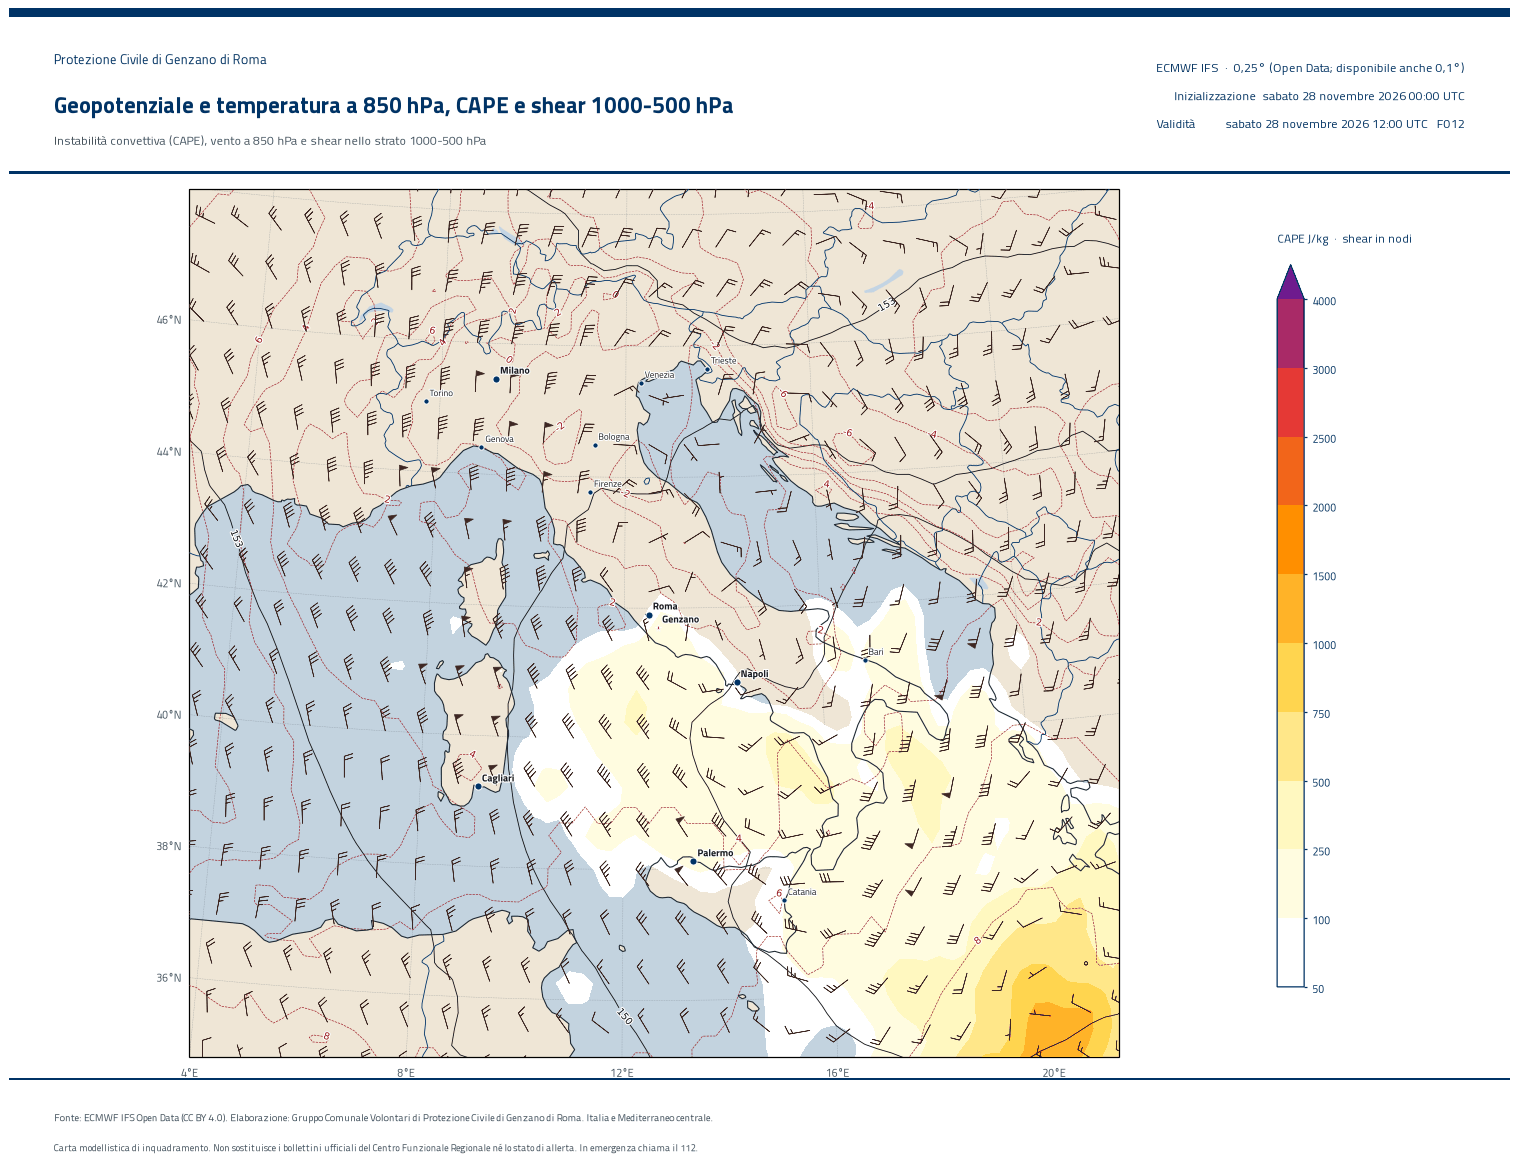 Protezione Civile di Genzano di Roma
Geopotenziale e temperatura a 850 hPa, CAPE e shear 1000-500 hPa
Instabilità convettiva (CAPE), vento a 850 hPa e shear nello strato 1000-500 hPa
ECMWF IFS · 0,25° (Open Data; disponibile anche 0,1°)
Inizializzazione sabato 28 novembre 2026 00:00 UTC
Validità sabato 28 novembre 2026 12:00 UTC F012
CAPE J/kg · shear in nodi
4000
3000
2500
2000
1500
1000
750
500
250
100
50
46°N
44°N
42°N
40°N
38°N
36°N
4°E
8°E
12°E
16°E
20°E
Milano
Torino
Venezia
Trieste
Genova
Bologna
Firenze
Roma
Genzano
Napoli
Bari
Cagliari
Palermo
Catania
153
153
150
Fonte: ECMWF IFS Open Data (CC BY 4.0). Elaborazione: Gruppo Comunale Volontari di Protezione Civile di Genzano di Roma. Italia e Mediterraneo centrale.
Carta modellistica di inquadramento. Non sostituisce i bollettini ufficiali del Centro Funzionale Regionale né lo stato di allerta. In emergenza chiama il 112.